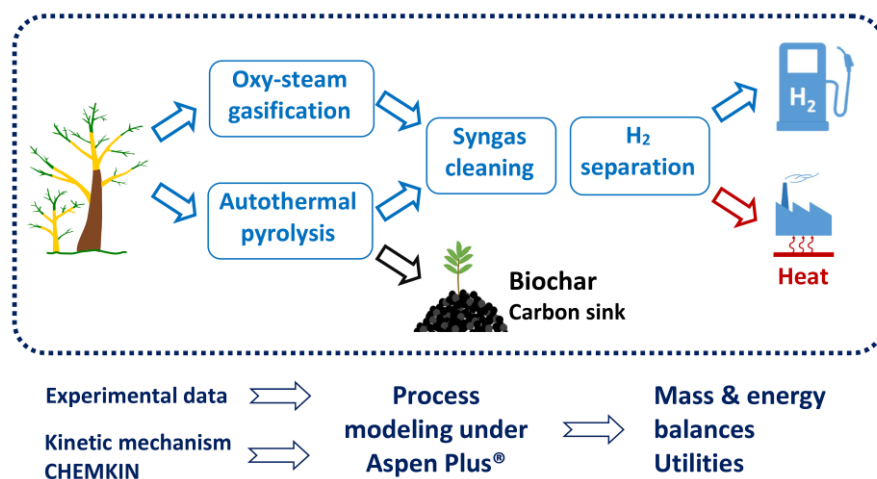 Oxy-steam
gasification
Autothermal
pyrolysis
Syngas
cleaning
H₂
separation
H₂
Heat
Biochar
Carbon sink
Experimental data
Kinetic mechanism
CHEMKIN
Process
modeling under
Aspen Plus®
Mass & energy
balances
Utilities